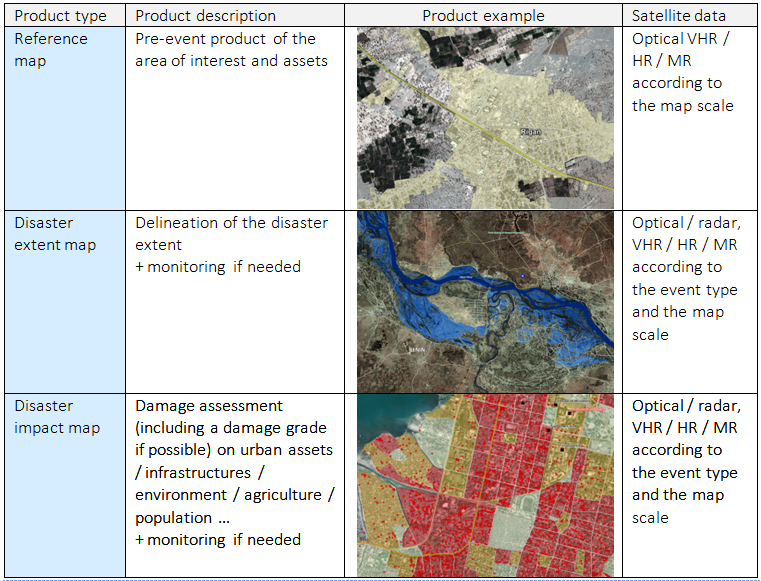 Product type
Product description
Product example
Satellite data
Reference
map
Pre-event product of the
area of interest and assets
Rigan
Optical VHR /
HR / MR
according to
the map scale
Disaster
extent map
Delineation of the disaster
extent
+ monitoring if needed
BENIN
Optical / radar,
VHR / HR / MR
according to
the event type
and the map
scale
Disaster
impact map
Damage assessment
(including a damage grade
if possible) on urban assets
/ infrastructures /
environment / agriculture /
population ...
+ monitoring if needed
Optical / radar,
VHR / HR / MR
according to
the event type
and the map
scale